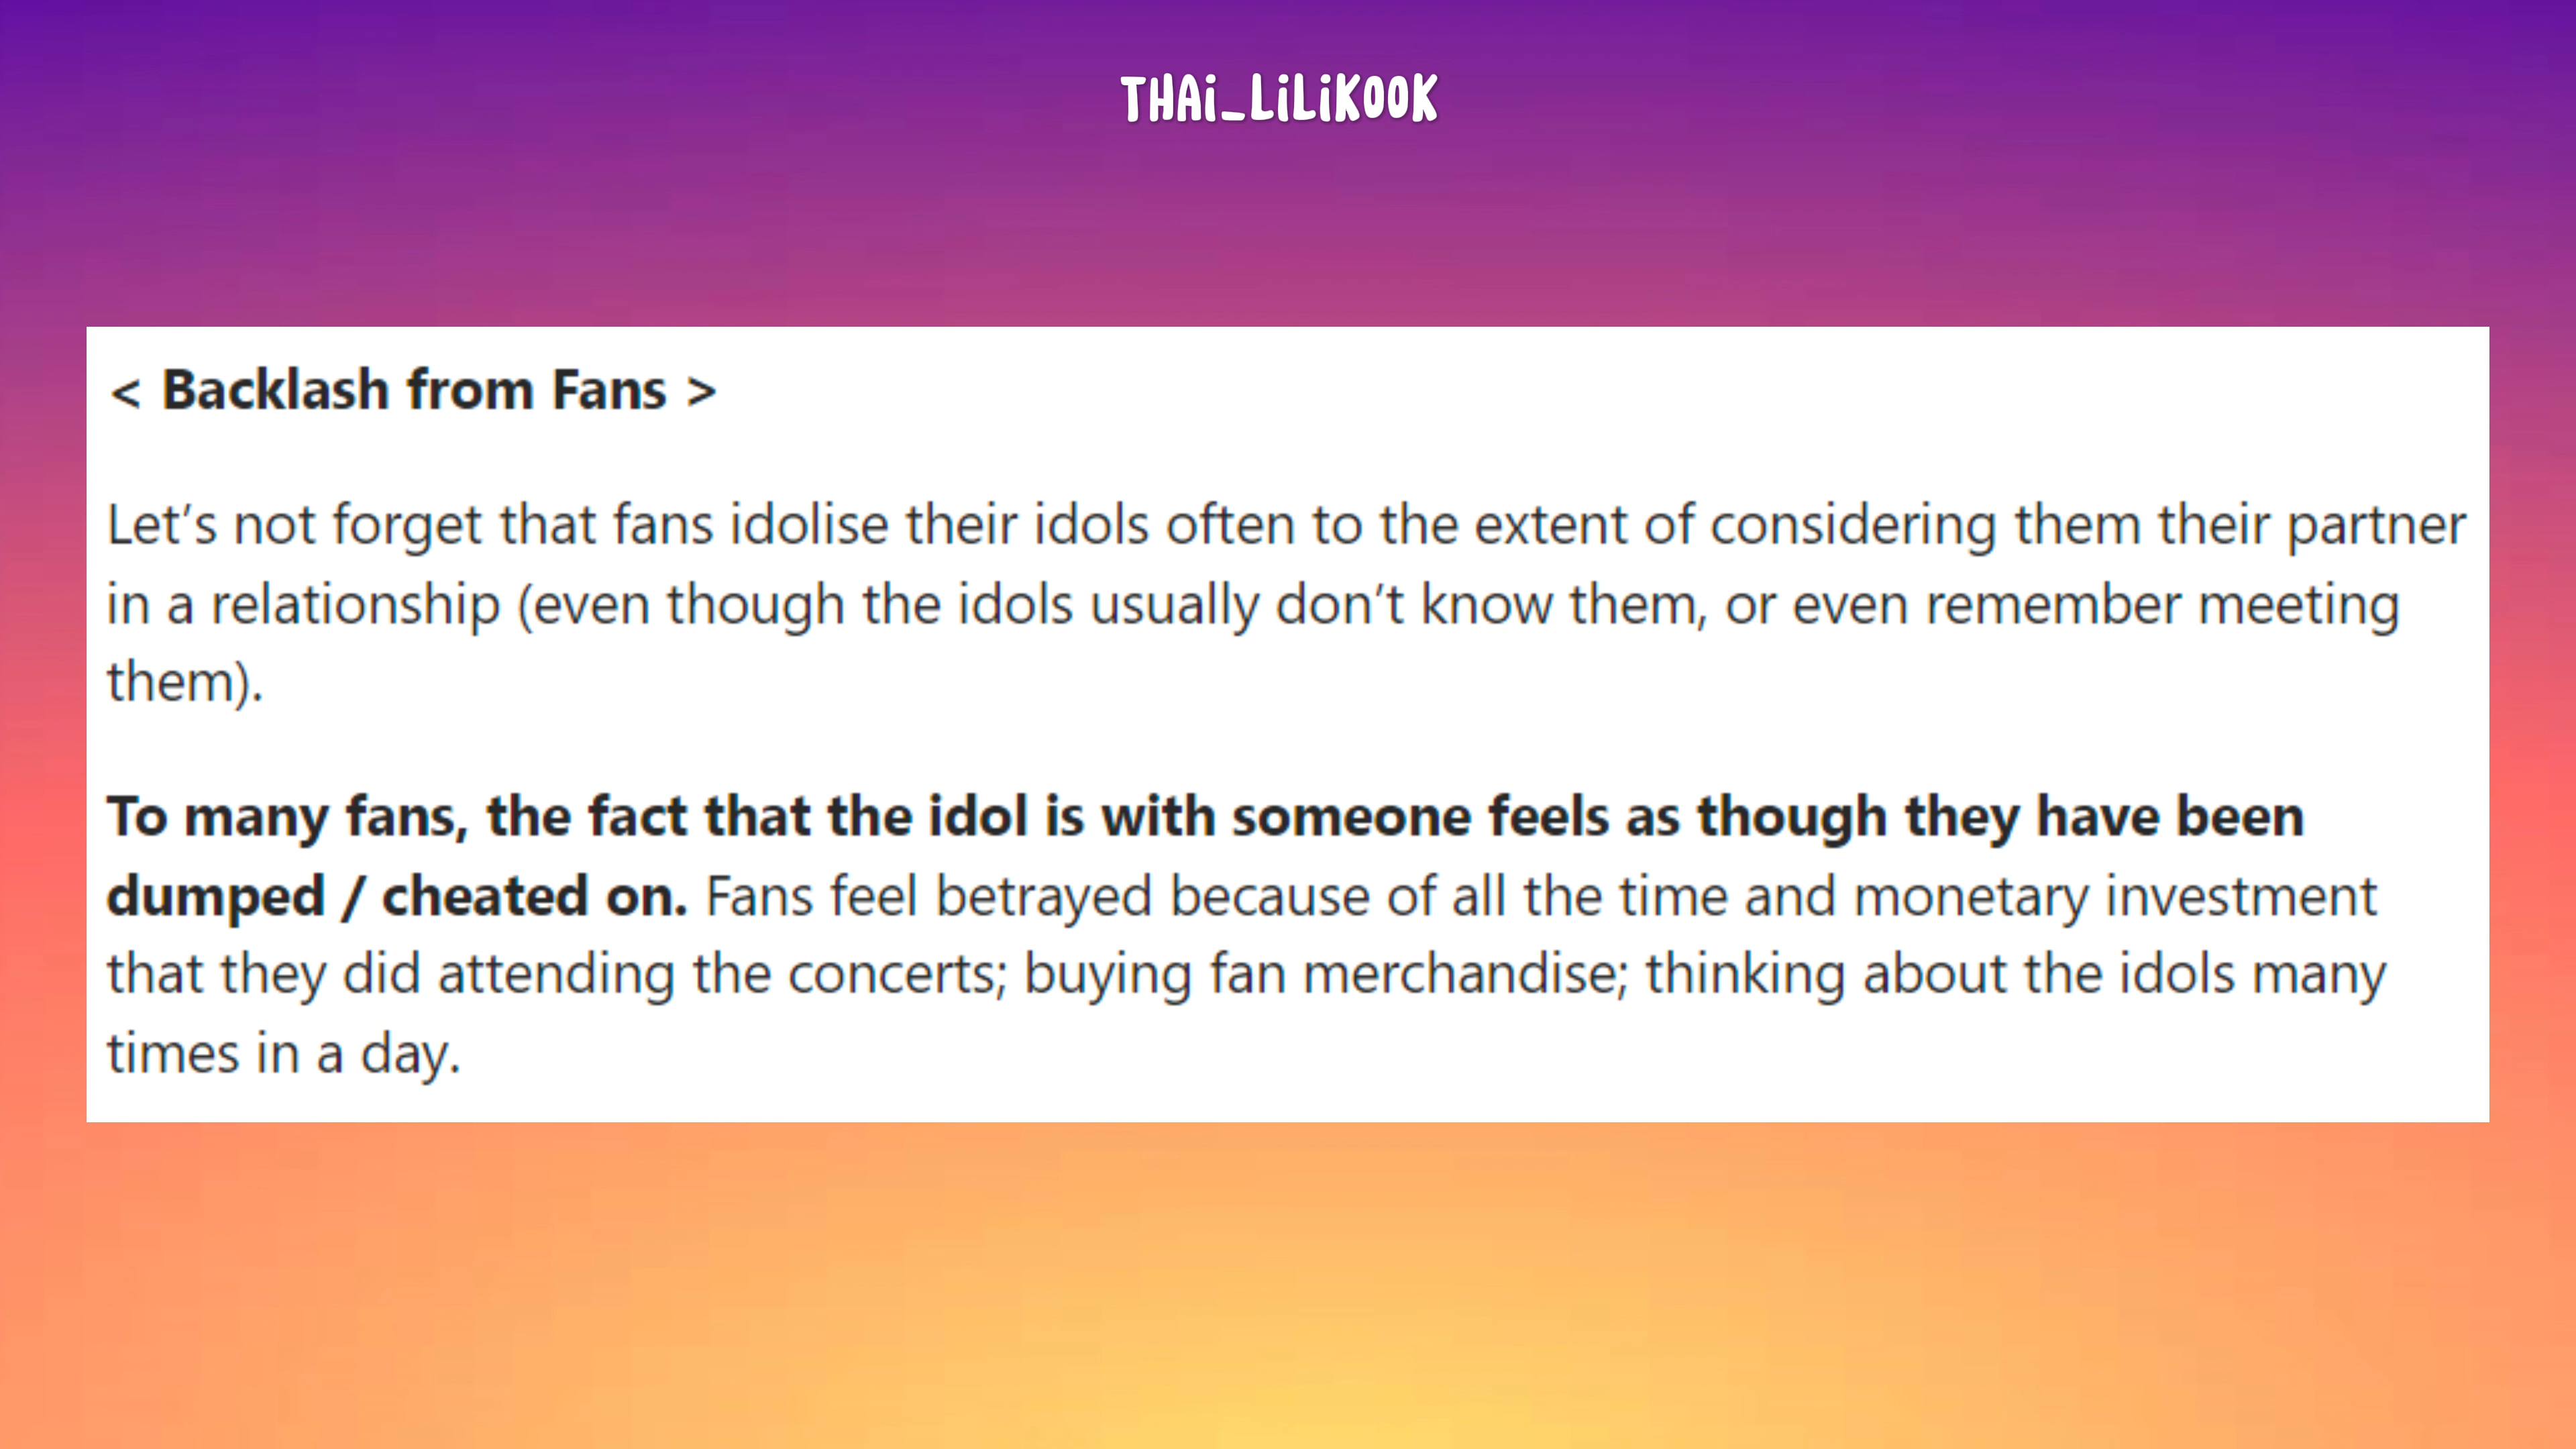 THAi_LiLiKOOK
< Backlash from Fans >
Let's not forget that fans idolise their idols often to the extent of considering them their partner
in a relationship (even though the idols usually don't know them, or even remember meeting
them).
To many fans, the fact that the idol is with someone feels as though they have been
dumped / cheated on. Fans feel betrayed because of all the time and monetary investment
that they did attending the concerts; buying fan merchandise; thinking about the idols many
times in a day.